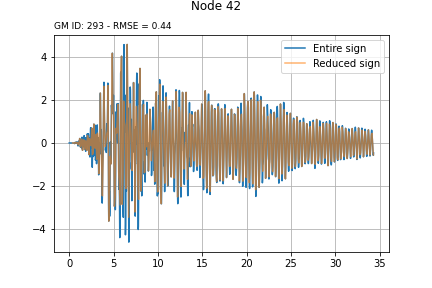 Node 42
GM ID: 293 - RMSE = 0.44
Entire sign
Reduced sign
4
2
0
−2
−4
0 5 10 15 20 25 30 35